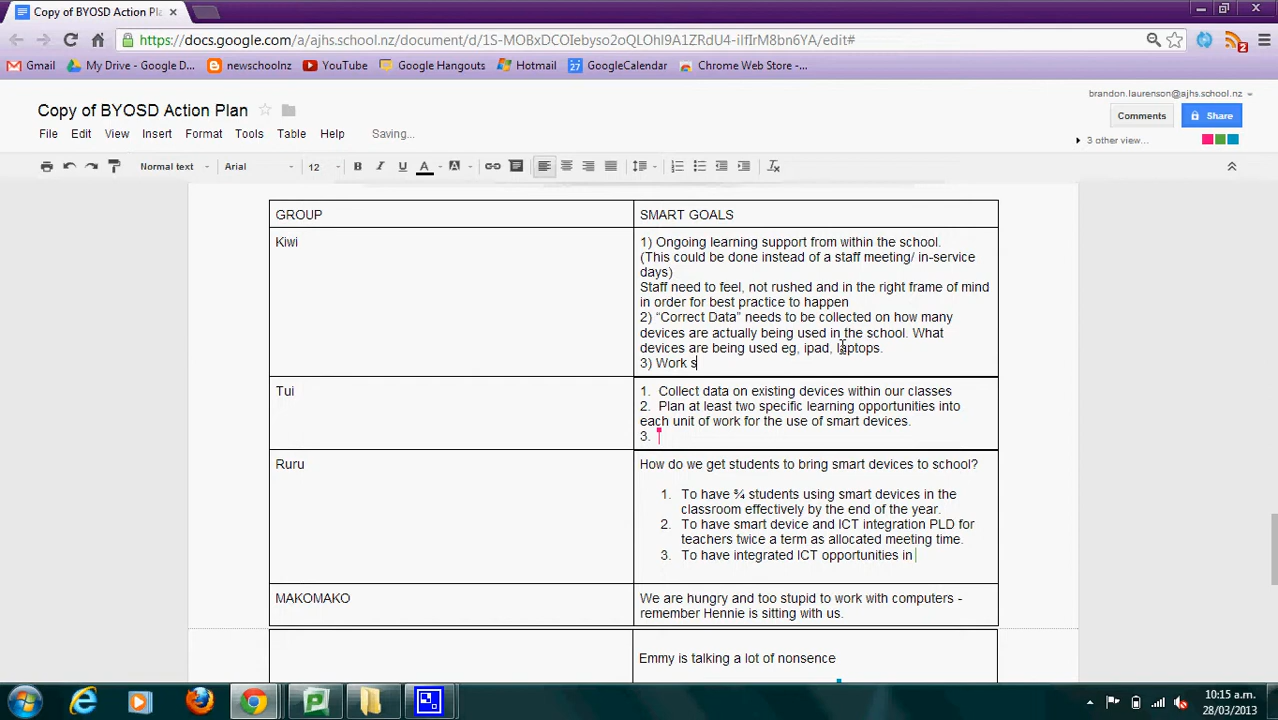 Copy of BYOSD Action Plan
https://docs.google.com/a/ajhs.school.nz/document/d/1S-MOBxDCOIebyso2oQLOhI9A1ZRdU4-ilfIrM8bn6YA/edit#
2
Gmail My Drive - Google D... newschoolnz YouTube Google Hangouts Hotmail 27 GoogleCalendar Chrome Web Store -...
brandon.laurenson@ajhs.school.nz
Copy of BYOSD Action Plan
Comments Share
File Edit View Insert Format Tools Table Help Saving...
3 other view...
Normal text Arial 12 B I U A A
GROUP SMART GOALS
Kiwi 1) Ongoing learning support from within the school.
(This could be done instead of a staff meeting/ in-service
days)
Staff need to feel, not rushed and in the right frame of mind
in order for best practice to happen
2) “Correct Data” needs to be collected on how many
devices are actually being used in the school. What
devices are being used eg, ipad, laptops.
3) Work s
Tui 1. Collect data on existing devices within our classes
2. Plan at least two specific learning opportunities into
each unit of work for the use of smart devices.
3.
Ruru How do we get students to bring smart devices to school?
1. To have ¾ students using smart devices in the
classroom effectively by the end of the year.
2. To have smart device and ICT integration PLD for
teachers twice a term as allocated meeting time.
3. To have integrated ICT opportunities in
MAKOMAKO We are hungry and too stupid to work with computers -
remember Hennie is sitting with us.
Emmy is talking a lot of nonsence
10:15 a.m.
28/03/2013